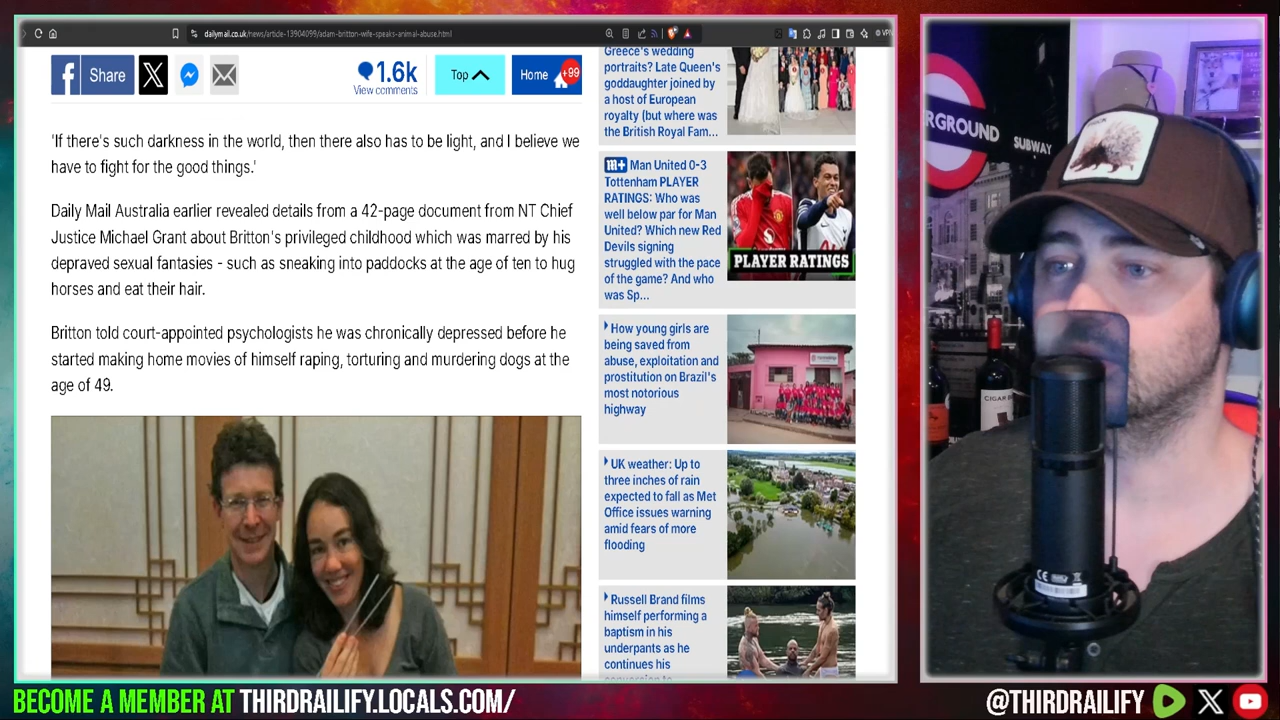 dailymail.co.uk/news/article-13904099/adam-britton-wife-speaks-animal-abuse.html
VPN
f Share
1.6k
View comments
Top
Home
+99
'If there's such darkness in the world, then there also has to be light, and I believe we
have to fight for the good things.'
Daily Mail Australia earlier revealed details from a 42-page document from NT Chief
Justice Michael Grant about Britton's privileged childhood which was marred by his
depraved sexual fantasies - such as sneaking into paddocks at the age of ten to hug
horses and eat their hair.
Britton told court-appointed psychologists he was chronically depressed before he
started making home movies of himself raping, torturing and murdering dogs at the
age of 49.
Greece's wedding
portraits? Late Queen's
goddaughter joined by
a host of European
royalty (but where was
the British Royal Fam...
m+ Man United 0-3
Tottenham PLAYER
RATINGS: Who was
well below par for Man
United? Which new Red
Devils signing
struggled with the pace
of the game? And who
was Sp...
PLAYER RATINGS
How young girls are
being saved from
abuse, exploitation and
prostitution on Brazil's
most notorious
highway
UK weather: Up to
three inches of rain
expected to fall as Met
Office issues warning
amid fears of more
flooding
Russell Brand films
himself performing a
baptism in his
underpants as he
continues his
conversion to
RGROUND
SUBWAY
CIGAR
CE
BECOME A MEMBER AT THIRDRAILIFY.LOCALS.COM/
@THIRDRAILIFY